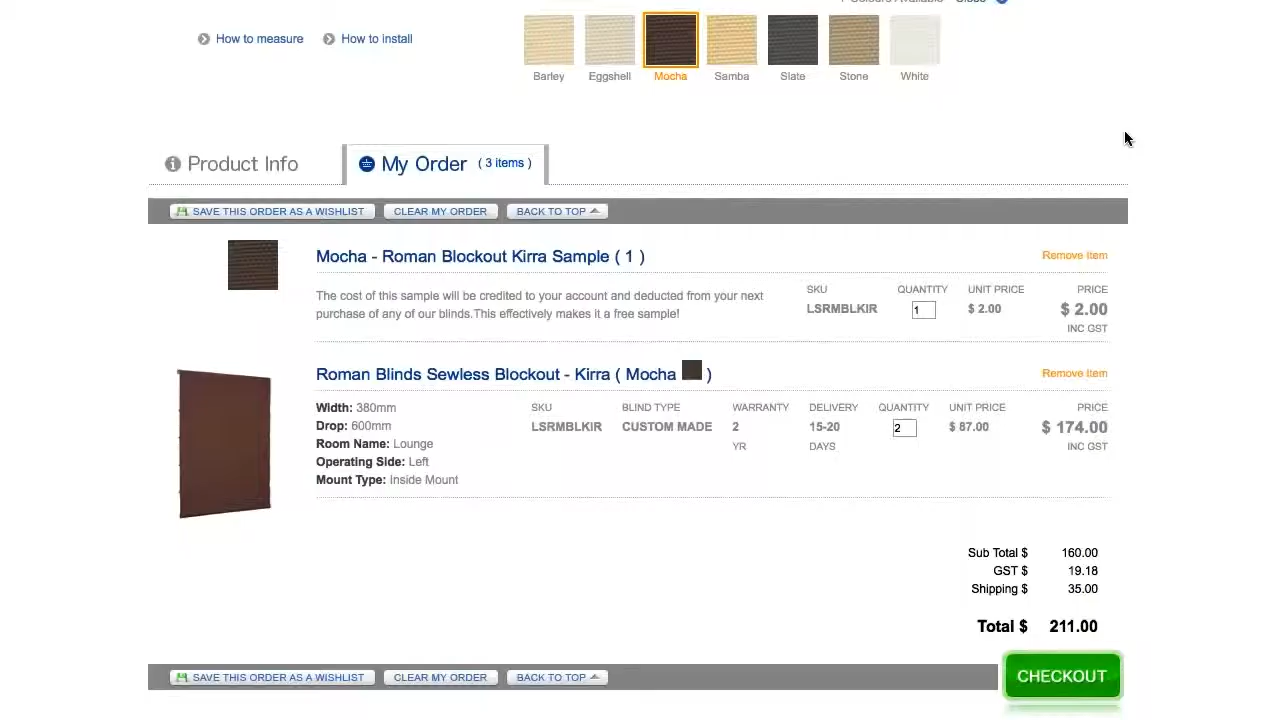 How to measure How to install
Barley Eggshell Mocha Samba Slate Stone White
Product Info My Order ( 3 items )
SAVE THIS ORDER AS A WISHLIST CLEAR MY ORDER BACK TO TOP
Mocha - Roman Blockout Kirra Sample ( 1 ) Remove Item
The cost of this sample will be credited to your account and deducted from your next
purchase of any of our blinds.This effectively makes it a free sample!
SKU QUANTITY UNIT PRICE PRICE
LSRMBLKIR 1 $ 2.00 $ 2.00
INC GST
Roman Blinds Sewless Blockout - Kirra ( Mocha ) Remove Item
Width: 380mm
Drop: 600mm
Room Name: Lounge
Operating Side: Left
Mount Type: Inside Mount
SKU BLIND TYPE WARRANTY DELIVERY QUANTITY UNIT PRICE PRICE
LSRMBLKIR CUSTOM MADE 2 15-20 2 $ 87.00 $ 174.00
YR DAYS INC GST
Sub Total $ 160.00
GST $ 19.18
Shipping $ 35.00
Total $ 211.00
SAVE THIS ORDER AS A WISHLIST CLEAR MY ORDER BACK TO TOP CHECKOUT